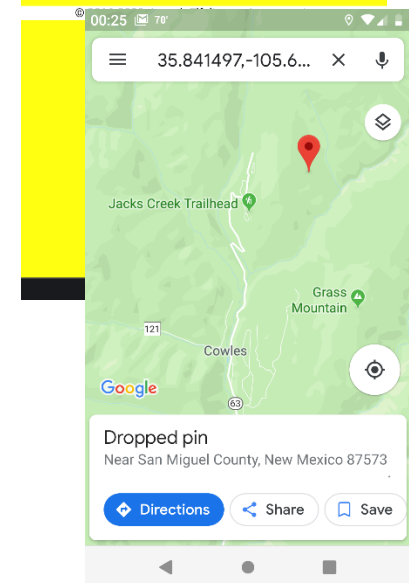 ©
00:25 70°
35.841497,-105.6...
Jacks Creek Trailhead
Grass
Mountain
121
Cowles
Google
63
Dropped pin
Near San Miguel County, New Mexico 87573
Directions Share Save